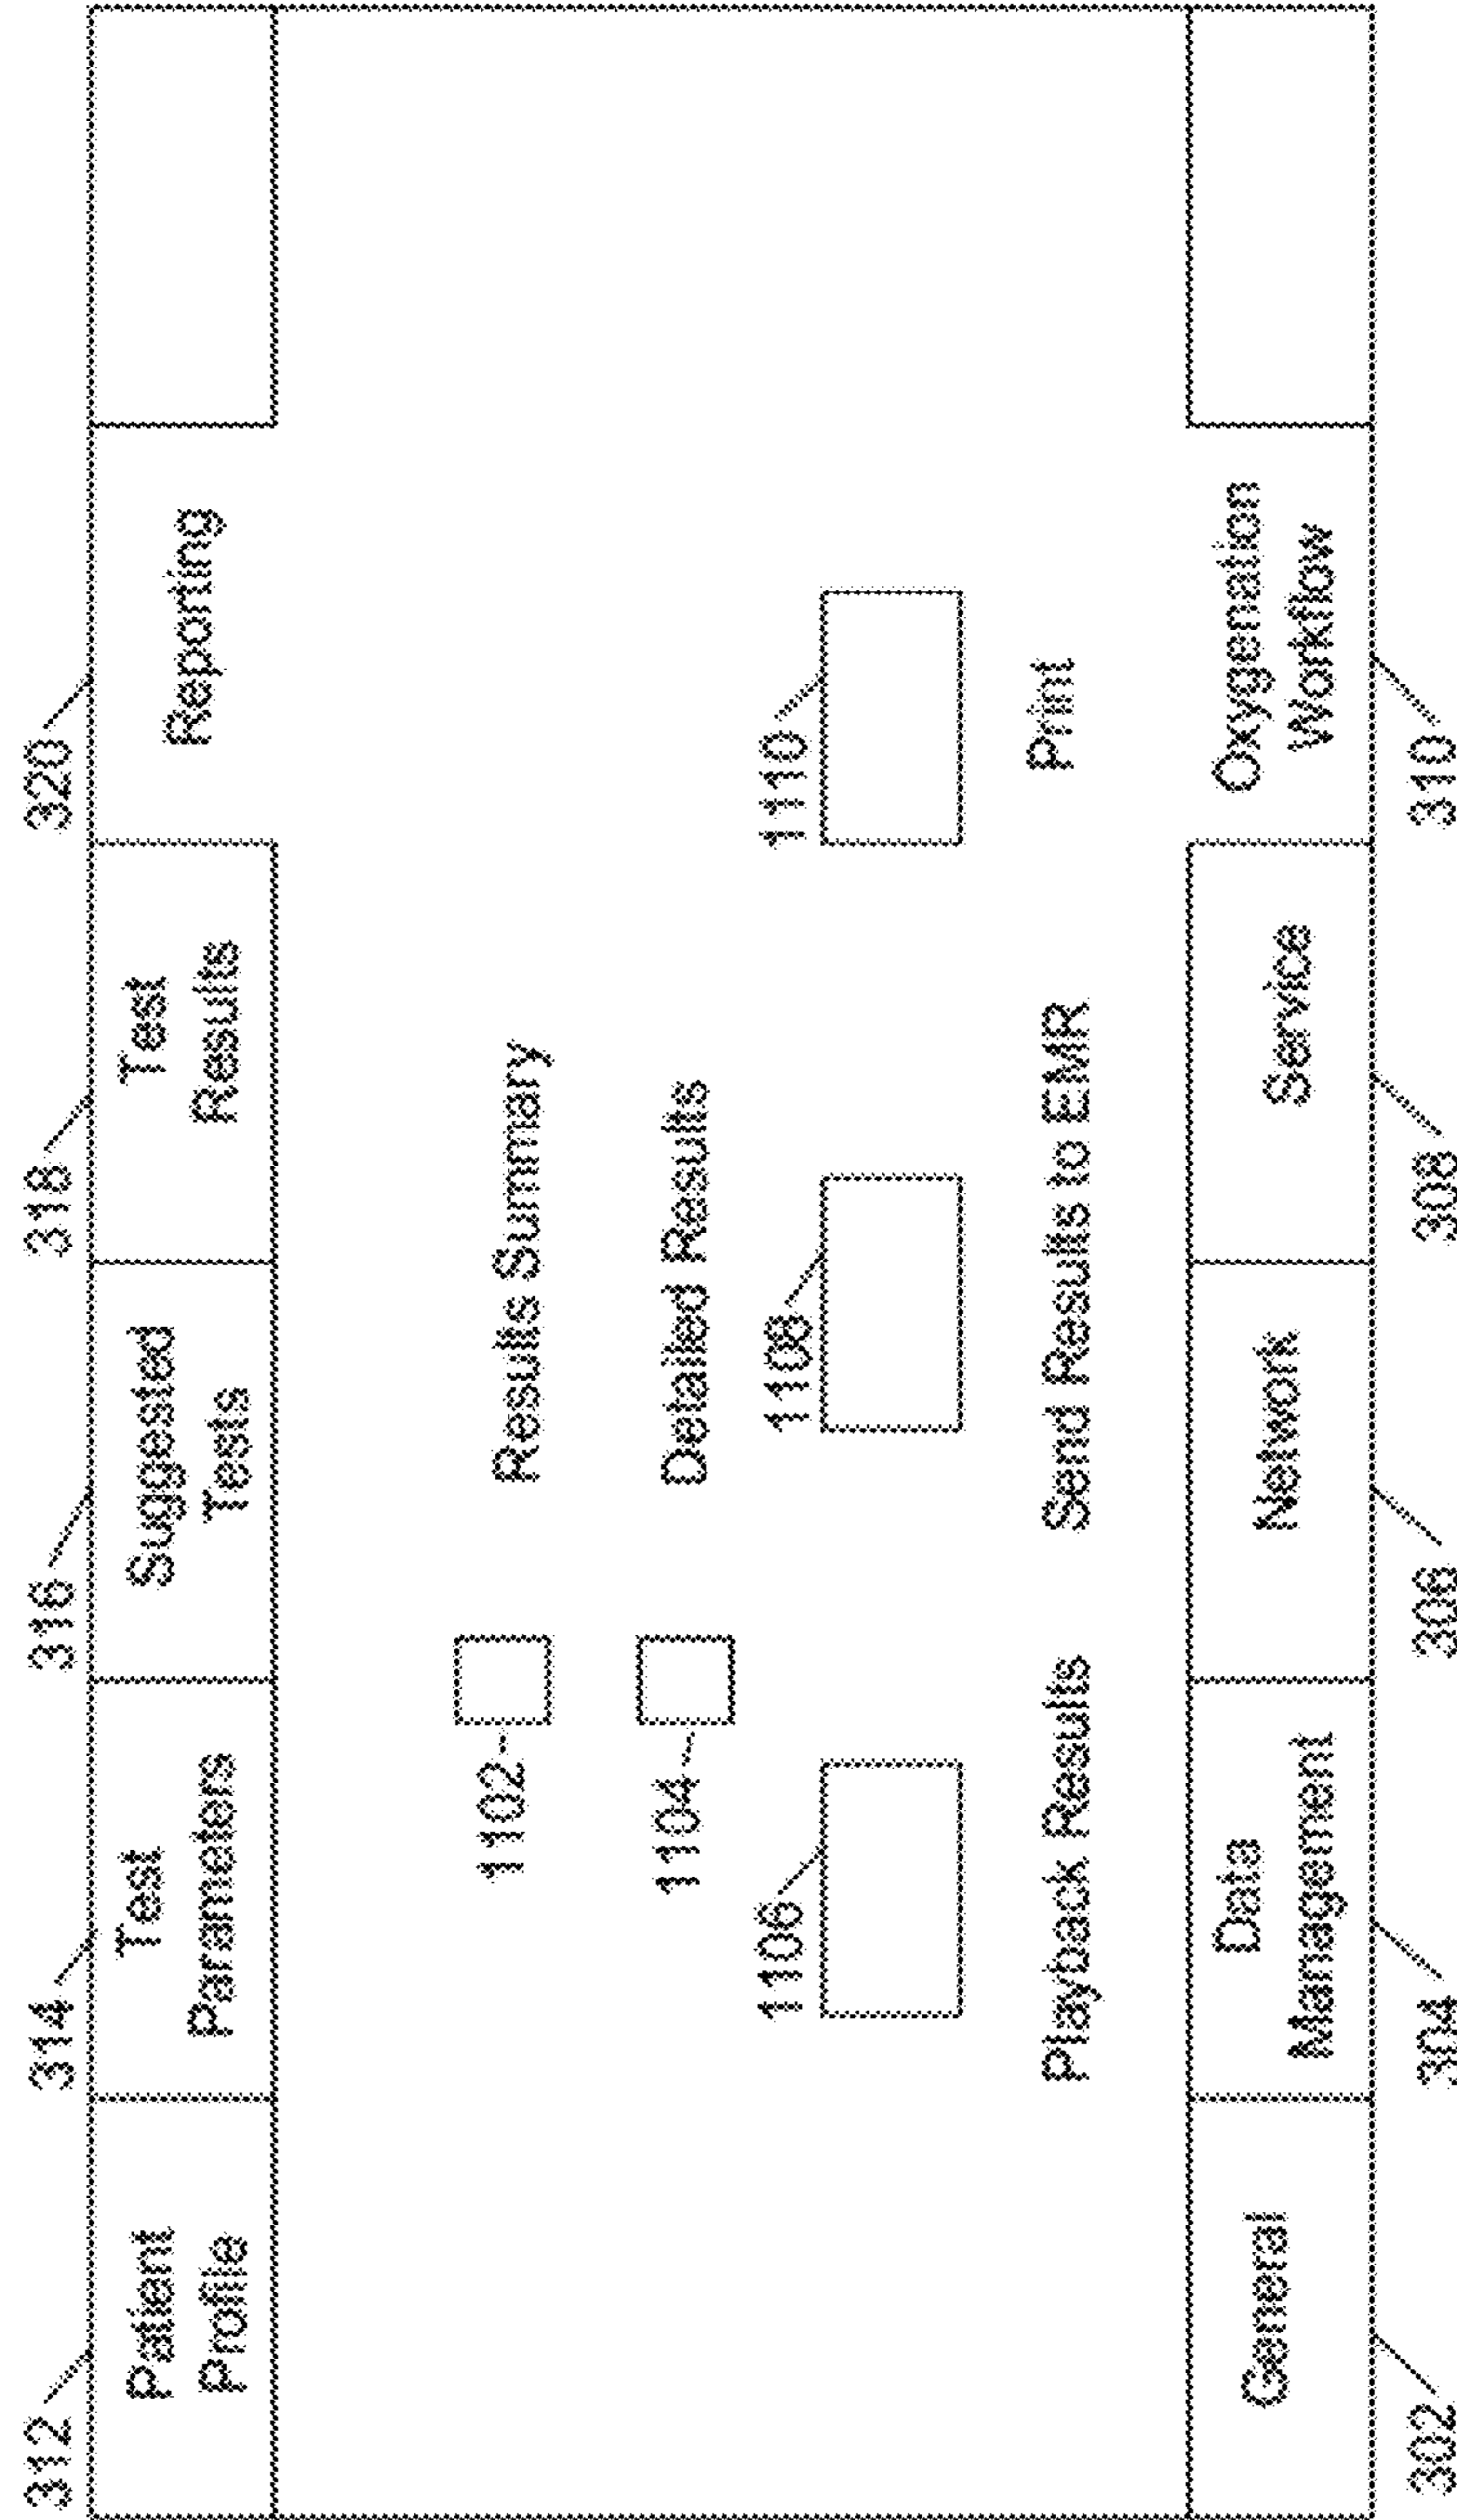 312
314
316
318
320
Patient
Profile
Test
Parameters
Suggested
Tests
Test
Results
Reporting
1102
Results Summary
1104
Detailed Results
1106
1108
1110
Playback Results
Send Results to EMR
Print
General
Data
Management
Network
Service
Oxygenation
Workflow
302
304
306
308
310